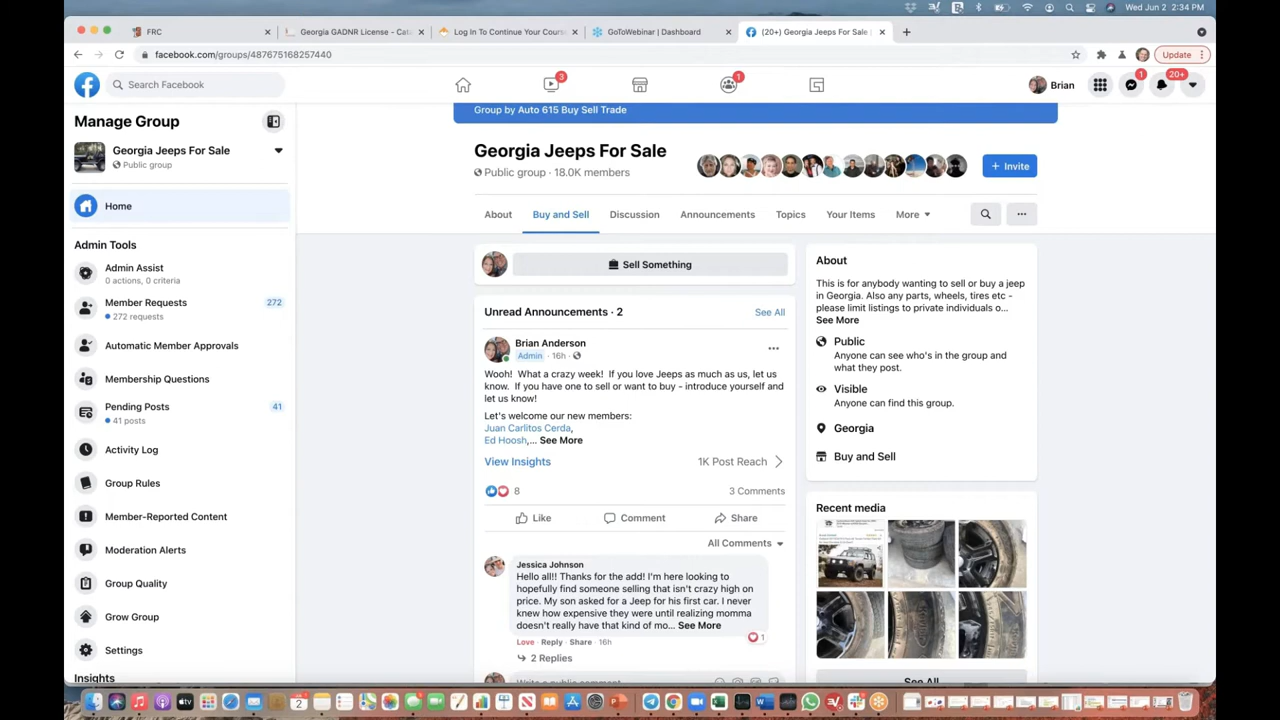 Wed Jun 2 2:34 PM
FRC
Georgia GADNR License - Cata
Log In To Continue Your Course
GoToWebinar | Dashboard
(20+) Georgia Jeeps For Sale |
facebook.com/groups/487675168257440
Update
Search Facebook
3
1
Brian
1
20+
Manage Group
Georgia Jeeps For Sale
Public group
Home
Admin Tools
Admin Assist
0 actions, 0 criteria
Member Requests 272
272 requests
Automatic Member Approvals
Membership Questions
Pending Posts 41
41 posts
Activity Log
Group Rules
Member-Reported Content
Moderation Alerts
Group Quality
Grow Group
Settings
Insights
Group by Auto 615 Buy Sell Trade
Georgia Jeeps For Sale
Public group · 18.0K members
+ Invite
About Buy and Sell Discussion Announcements Topics Your Items More
Sell Something
Unread Announcements · 2 See All
Brian Anderson
Admin · 16h ·
Wooh! What a crazy week! If you love Jeeps as much as us, let us
know. If you have one to sell or want to buy - introduce yourself and
let us know!
Let's welcome our new members:
Juan Carlitos Cerda,
Ed Hoosh,... See More
View Insights 1K Post Reach
8 3 Comments
Like Comment Share
All Comments
Jessica Johnson
Hello all!! Thanks for the add! I'm here looking to
hopefully find someone selling that isn't crazy high on
price. My son asked for a Jeep for his first car. I never
knew how expensive they were until realizing momma
doesn't really have that kind of mo... See More
1
Love · Reply · Share · 16h
2 Replies
Write a public comment
About
This is for anybody wanting to sell or buy a jeep
in Georgia. Also any parts, wheels, tires etc -
please limit listings to private individuals o...
See More
Public
Anyone can see who's in the group and
what they post.
Visible
Anyone can find this group.
Georgia
Buy and Sell
Recent media
See All